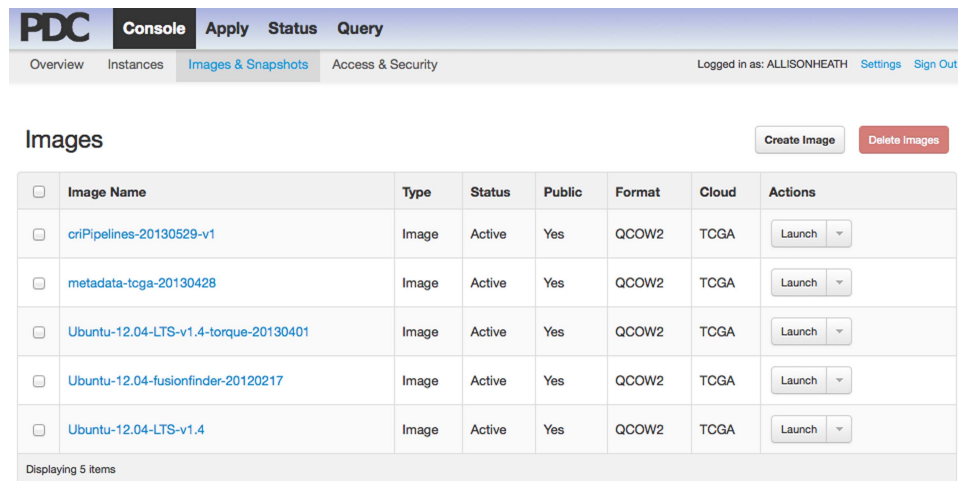 PDC Console Apply Status Query
Overview Instances Images & Snapshots Access & Security Logged in as: ALLISONHEATH Settings Sign Out
Images Create Image Delete Images
Image Name Type Status Public Format Cloud Actions
criPipelines-20130529-v1 Image Active Yes QCOW2 TCGA Launch
metadata-tcga-20130428 Image Active Yes QCOW2 TCGA Launch
Ubuntu-12.04-LTS-v1.4-torque-20130401 Image Active Yes QCOW2 TCGA Launch
Ubuntu-12.04-fusionfinder-20120217 Image Active Yes QCOW2 TCGA Launch
Ubuntu-12.04-LTS-v1.4 Image Active Yes QCOW2 TCGA Launch
Displaying 5 items